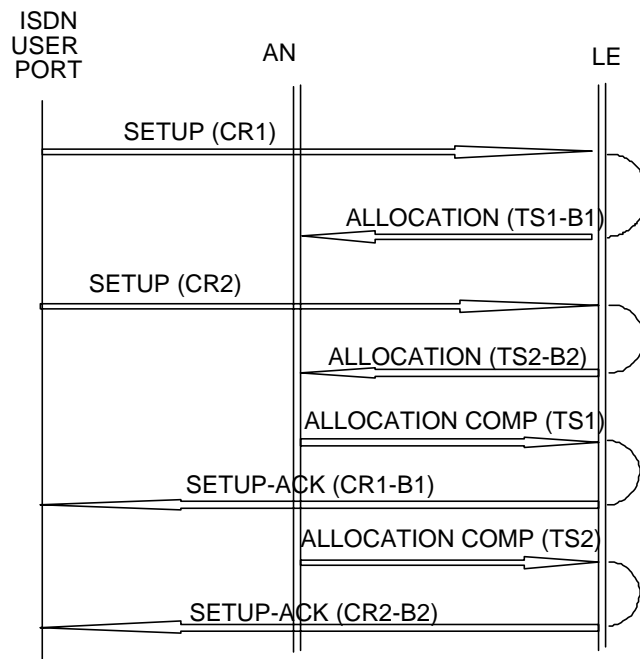 ISDN
USER
PORT
AN
LE
SETUP (CR1)
ALLOCATION (TS1-B1)
SETUP (CR2)
ALLOCATION (TS2-B2)
ALLOCATION COMP (TS1)
SETUP-ACK (CR1-B1)
ALLOCATION COMP (TS2)
SETUP-ACK (CR2-B2)